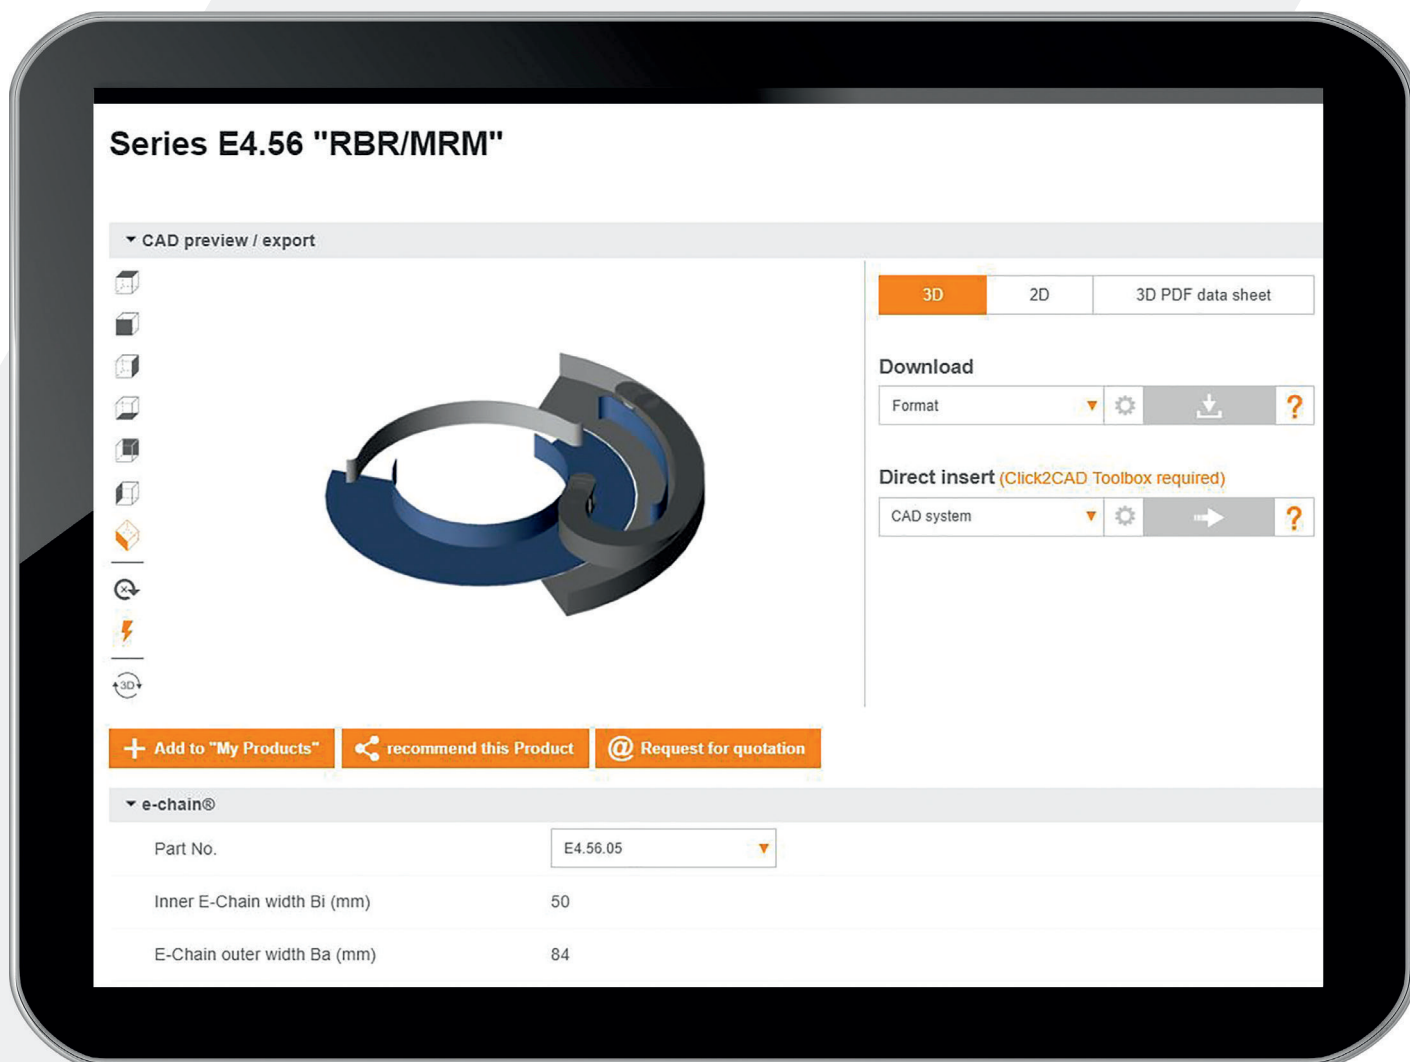 Series E4.56 "RBR/MRM"
CAD preview / export
3D 2D 3D PDF data sheet
Download
Format ?
Direct insert (Click2CAD Toolbox required)
CAD system ?
3D
+ Add to "My Products" recommend this Product @ Request for quotation
e-chain®
Part No. E4.56.05
Inner E-Chain width Bi (mm) 50
E-Chain outer width Ba (mm) 84